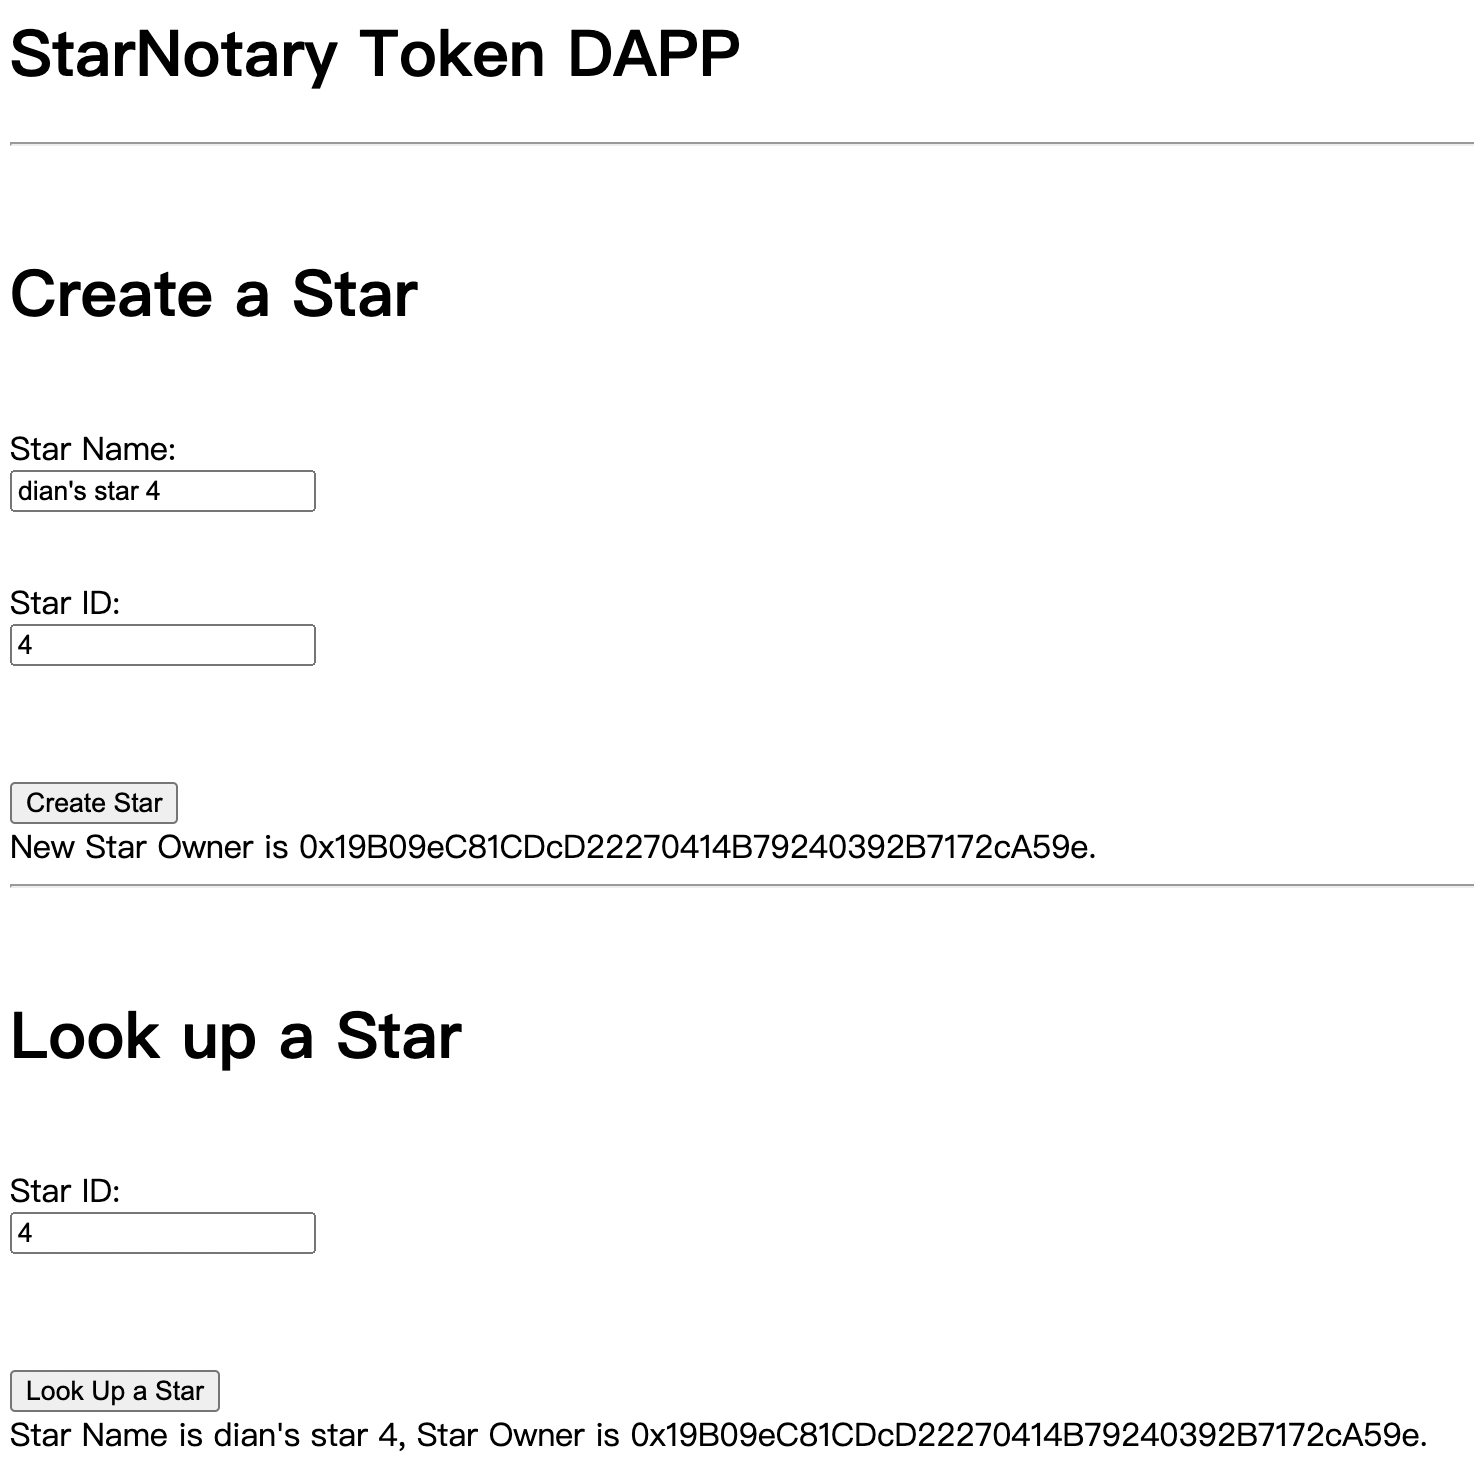 StarNotary Token DAPP
Create a Star
Star Name:
dian's star 4
Star ID:
4
Create Star
New Star Owner is 0x19B09eC81CDcD22270414B79240392B7172cA59e.
Look up a Star
Star ID:
4
Look Up a Star
Star Name is dian's star 4, Star Owner is 0x19B09eC81CDcD22270414B79240392B7172cA59e.